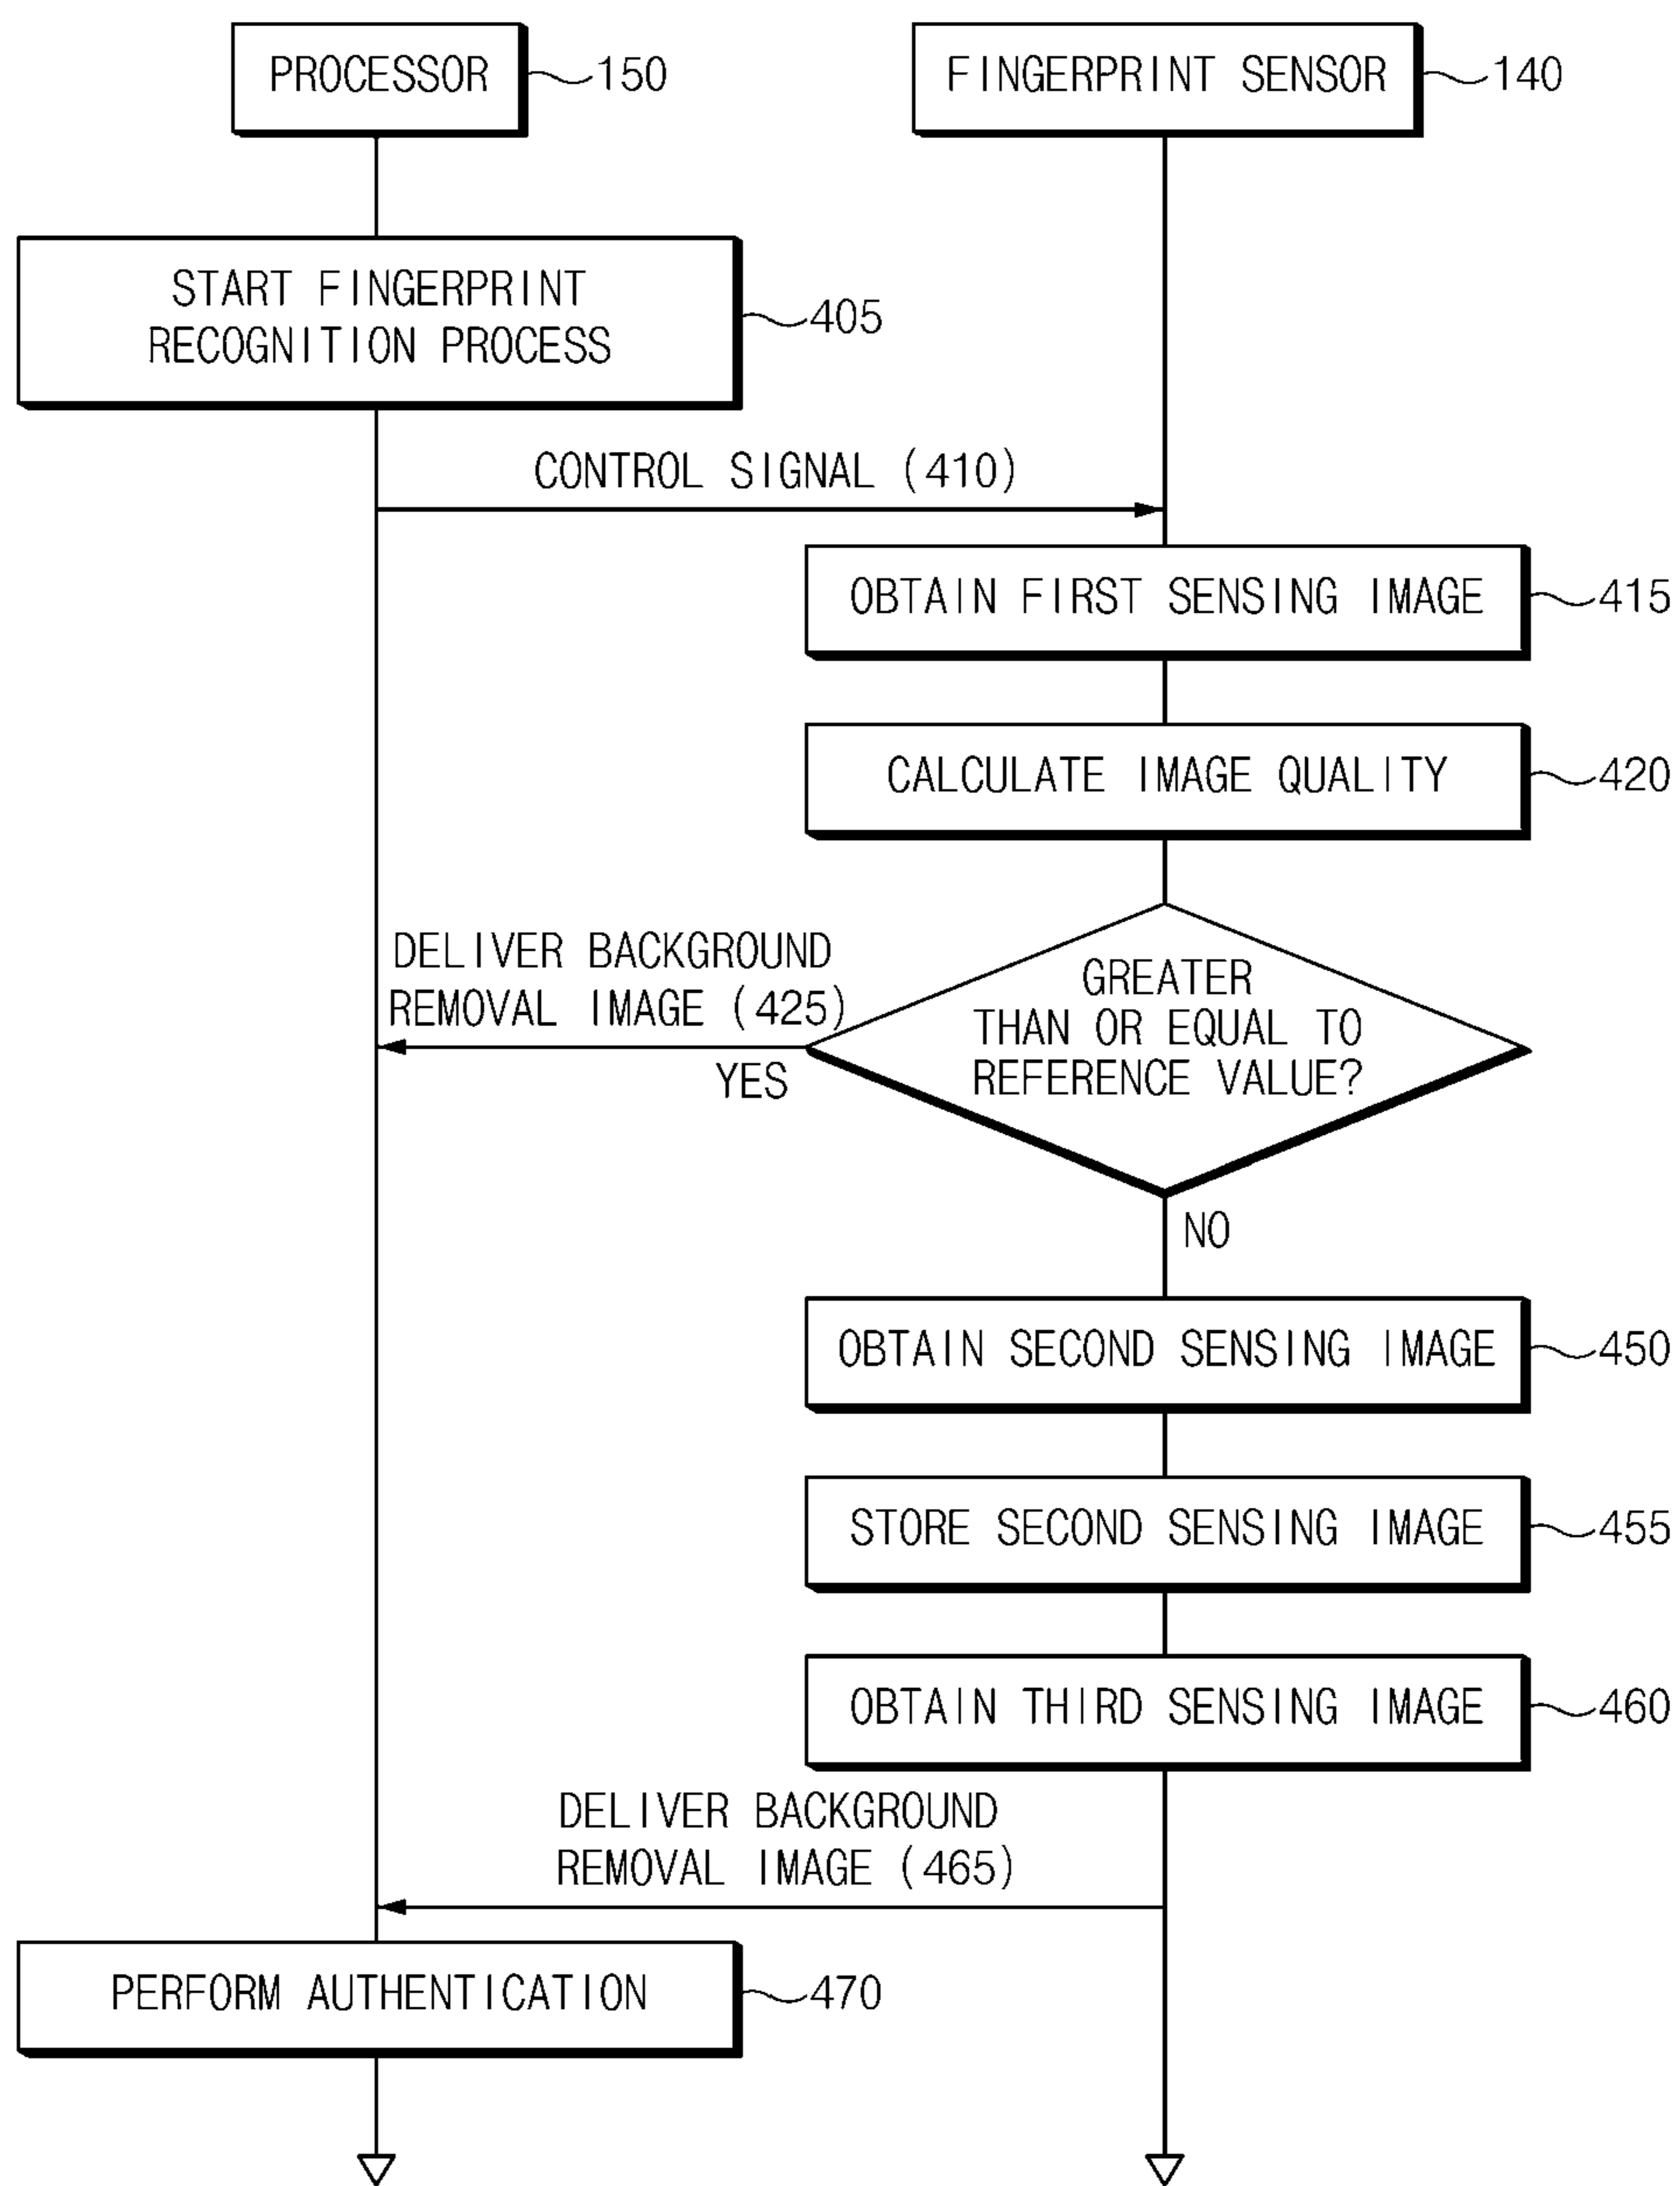 PROCESSOR
150
FINGERPRINT SENSOR
140
START FINGERPRINT
RECOGNITION PROCESS
405
CONTROL SIGNAL (410)
OBTAIN FIRST SENSING IMAGE
415
CALCULATE IMAGE QUALITY
420
DELIVER BACKGROUND
REMOVAL IMAGE (425)
YES
GREATER
THAN OR EQUAL TO
REFERENCE VALUE?
NO
OBTAIN SECOND SENSING IMAGE
450
STORE SECOND SENSING IMAGE
455
OBTAIN THIRD SENSING IMAGE
460
DELIVER BACKGROUND
REMOVAL IMAGE (465)
PERFORM AUTHENTICATION
470